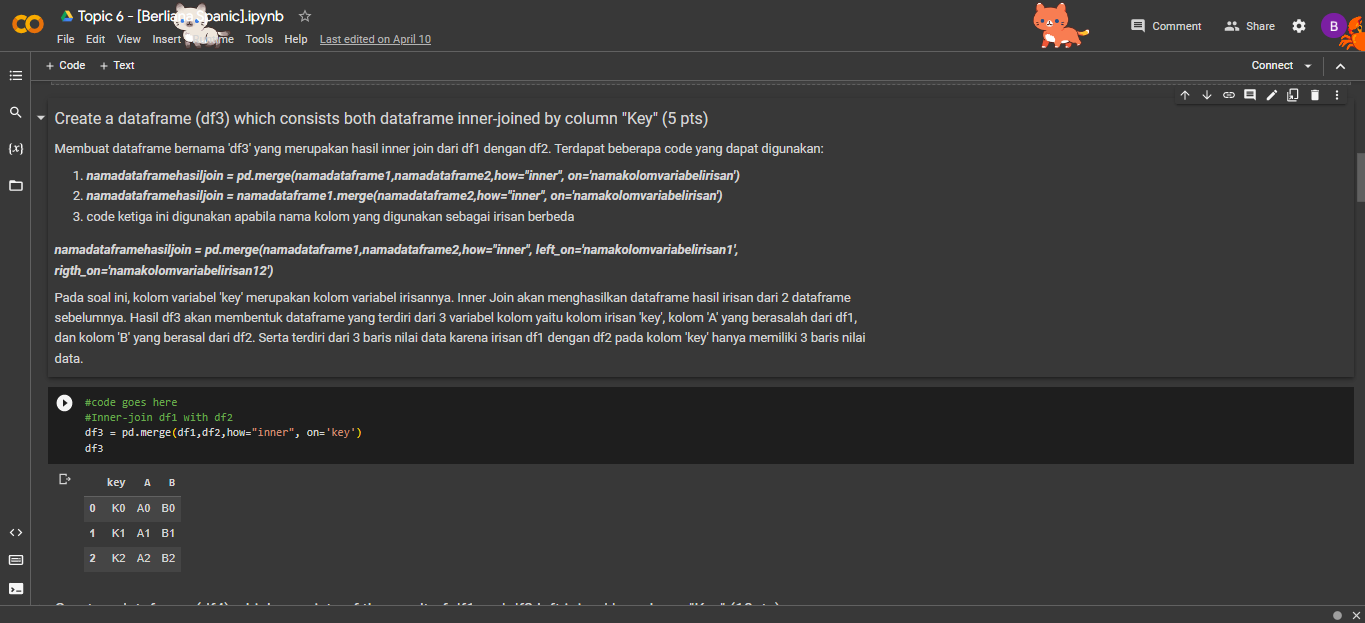 Topic 6 - [Berliana Spanic].ipynb
Comment
Share
B
File Edit View Insert Tools Help Last edited on April 10
+ Code + Text
Connect
Create a dataframe (df3) which consists both dataframe inner-joined by column "Key" (5 pts)
Membuat dataframe bernama 'df3' yang merupakan hasil inner join dari df1 dengan df2. Terdapat beberapa code yang dapat digunakan:
1. namadataframehasiljoin = pd.merge(namadataframe1,namadataframe2,how="inner", on='namakolomvariabelirisan')
2. namadataframehasiljoin = namadataframe1.merge(namadataframe2,how="inner", on='namakolomvariabelirisan')
3. code ketiga ini digunakan apabila nama kolom yang digunakan sebagai irisan berbeda
namadataframehasiljoin = pd.merge(namadataframe1,namadataframe2,how="inner", left_on='namakolomvariabelirisan1',
rigth_on='namakolomvariabelirisan12')
Pada soal ini, kolom variabel 'key' merupakan kolom variabel irisannya. Inner Join akan menghasilkan dataframe hasil irisan dari 2 dataframe
sebelumnya. Hasil df3 akan membentuk dataframe yang terdiri dari 3 variabel kolom yaitu kolom irisan 'key', kolom 'A' yang berasalah dari df1,
dan kolom 'B' yang berasal dari df2. Serta terdiri dari 3 baris nilai data karena irisan df1 dengan df2 pada kolom 'key' hanya memiliki 3 baris nilai
data.
#code goes here
#Inner-join df1 with df2
df3 = pd.merge(df1,df2,how="inner", on='key')
df3
key A B
0 K0 A0 B0
1 K1 A1 B1
2 K2 A2 B2